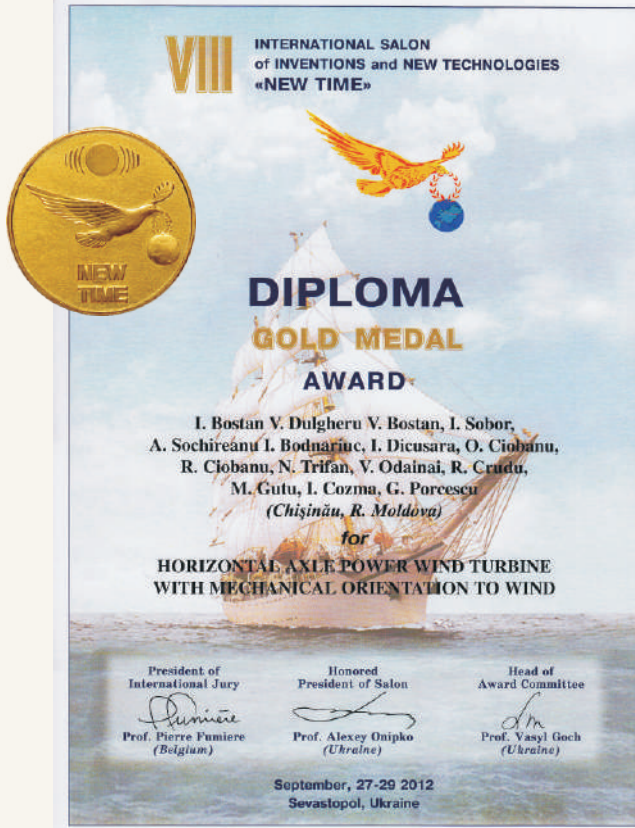 VIII
INTERNATIONAL SALON
of INVENTIONS and NEW TECHNOLOGIES
«NEW TIME»
NEW
TIME
DIPLOMA
GOLD MEDAL
AWARD
I. Bostan V. Dulgheru V. Bostan, I. Sobor,
A. Sochireanu I. Bodnariuc, I. Dicusara, O. Ciobanu,
R. Ciobanu, N. Trifan, V. Odainai, R. Crudu,
M. Gutu, I. Cozma, G. Porcescu
(Chişinău, R. Moldova)
for
HORIZONTAL AXLE POWER WIND TURBINE
WITH MECHANICAL ORIENTATION TO WIND
President of
International Jury
Prof. Pierre Fumiere
(Belgium)
Honored
President of Salon
Prof. Alexey Onipko
(Ukraine)
Head of
Award Committee
Prof. Vasyl Goch
(Ukraine)
September, 27-29 2012
Sevastopol, Ukraine